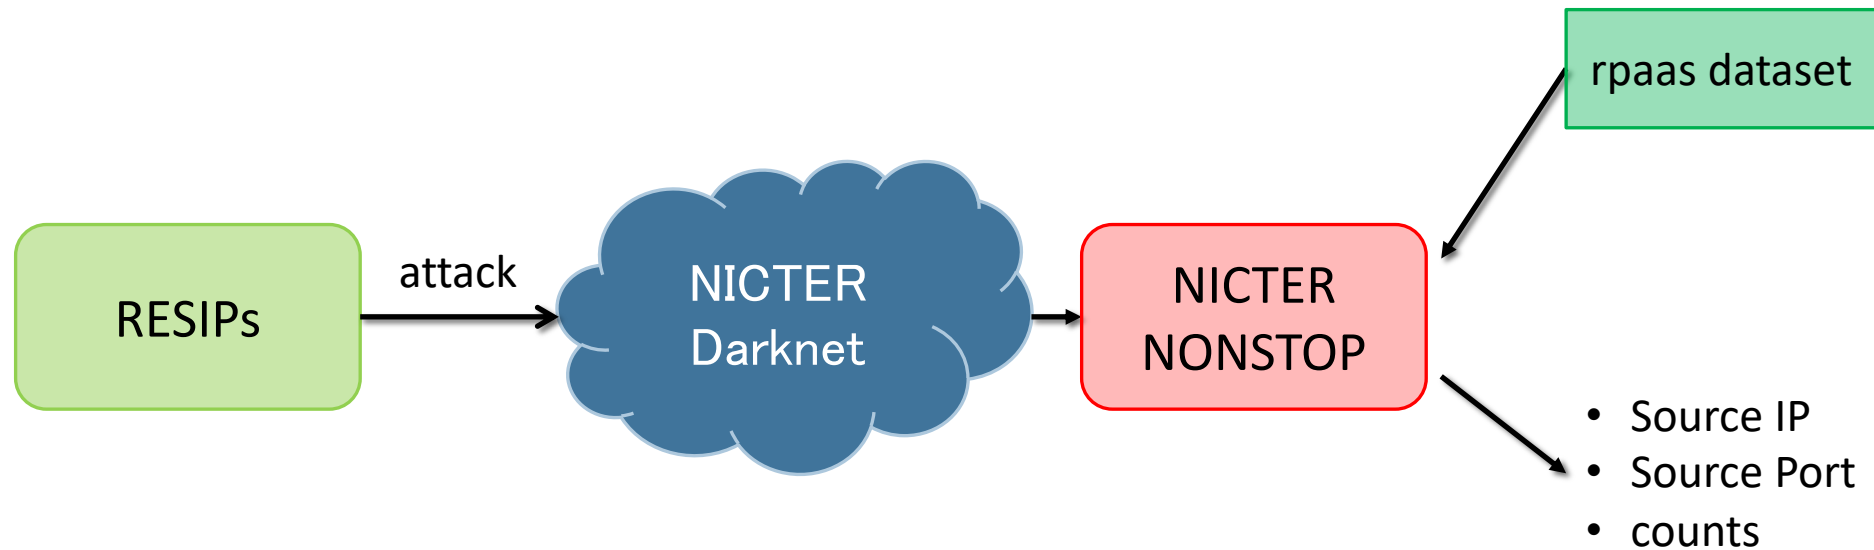 rpaas dataset
RESIPs
attack
NICTER
Darknet
NICTER
NONSTOP
• Source IP
• Source Port
• counts